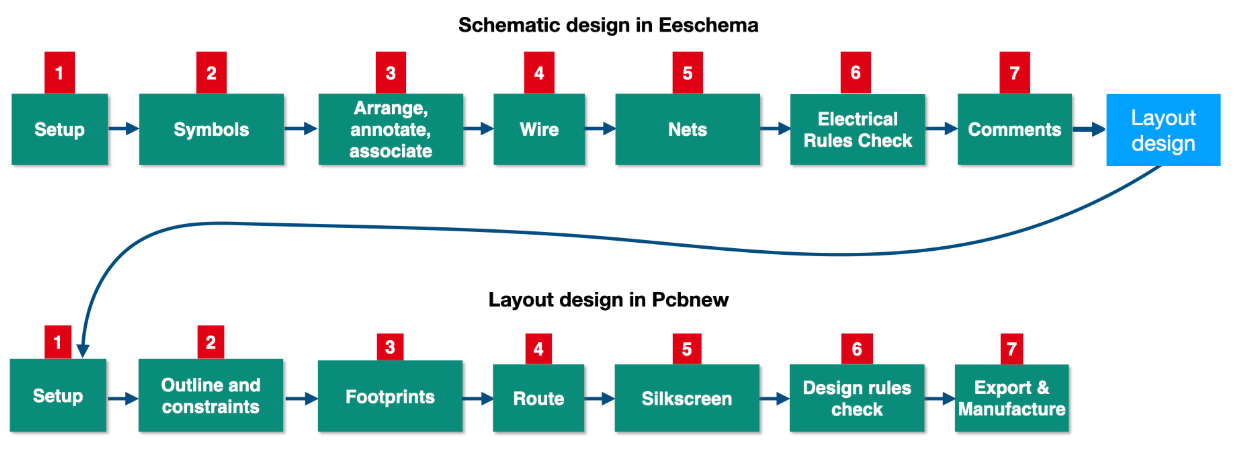 Schematic design in Eeschema
1
2
3
4
5
6
7
Setup
Symbols
Arrange,
annotate,
associate
Wire
Nets
Electrical
Rules Check
Comments
Layout
design
Layout design in Pcbnew
1
2
3
4
5
6
7
Setup
Outline and
constraints
Footprints
Route
Silkscreen
Design rules
check
Export &
Manufacture